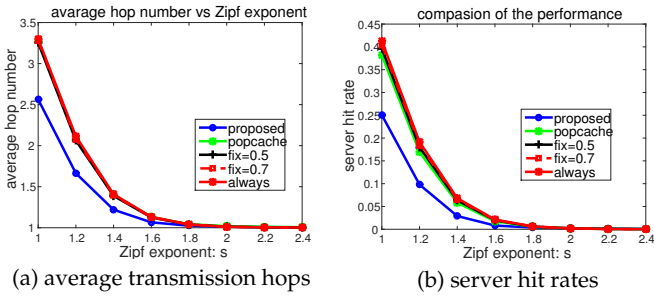 avarage hop number vs Zipf exponent
average hop number
3.5
3
2.5
2
1.5
1
proposed
popcache
fix=0.5
fix=0.7
always
1 1.2 1.4 1.6 1.8 2 2.2 2.4
Zipf exponent: s
(a) average transmission hops
compasion of the performance
server hit rate
0.45
0.4
0.35
0.3
0.25
0.2
0.15
0.1
0.05
0
proposed
popcache
fix=0.5
fix=0.7
always
1 1.2 1.4 1.6 1.8 2 2.2 2.4
Zipf exponent: s
(b) server hit rates